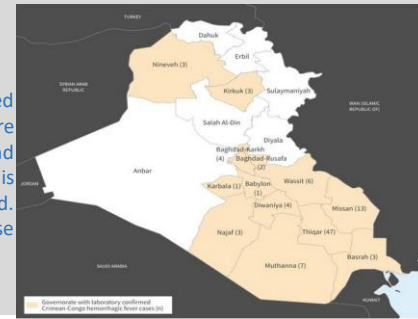 ed
re
nd
is
d.
se
TURKEY
SYRIAN ARAB
REPUBLIC
IRAN (ISLAMIC
REPUBLIC OF)
JORDAN
SAUDI ARABIA
KUWAIT
Dahuk
Nineveh (3)
Erbil
Kirkuk (3)
Sulaymaniyah
Salah Al-Din
Diyala
Anbar
Baghdad-Karkh
(4)
Baghdad-Rusafa
(2)
Karbala (1)
Babylon
(1)
Wassit (6)
Diwaniya (4)
Missan (13)
Najaf (3)
Thiqar (47)
Muthanna (7)
Basrah (3)
Governorate with laboratory confirmed
Crimean-Congo hemorrhagic fever cases (n)